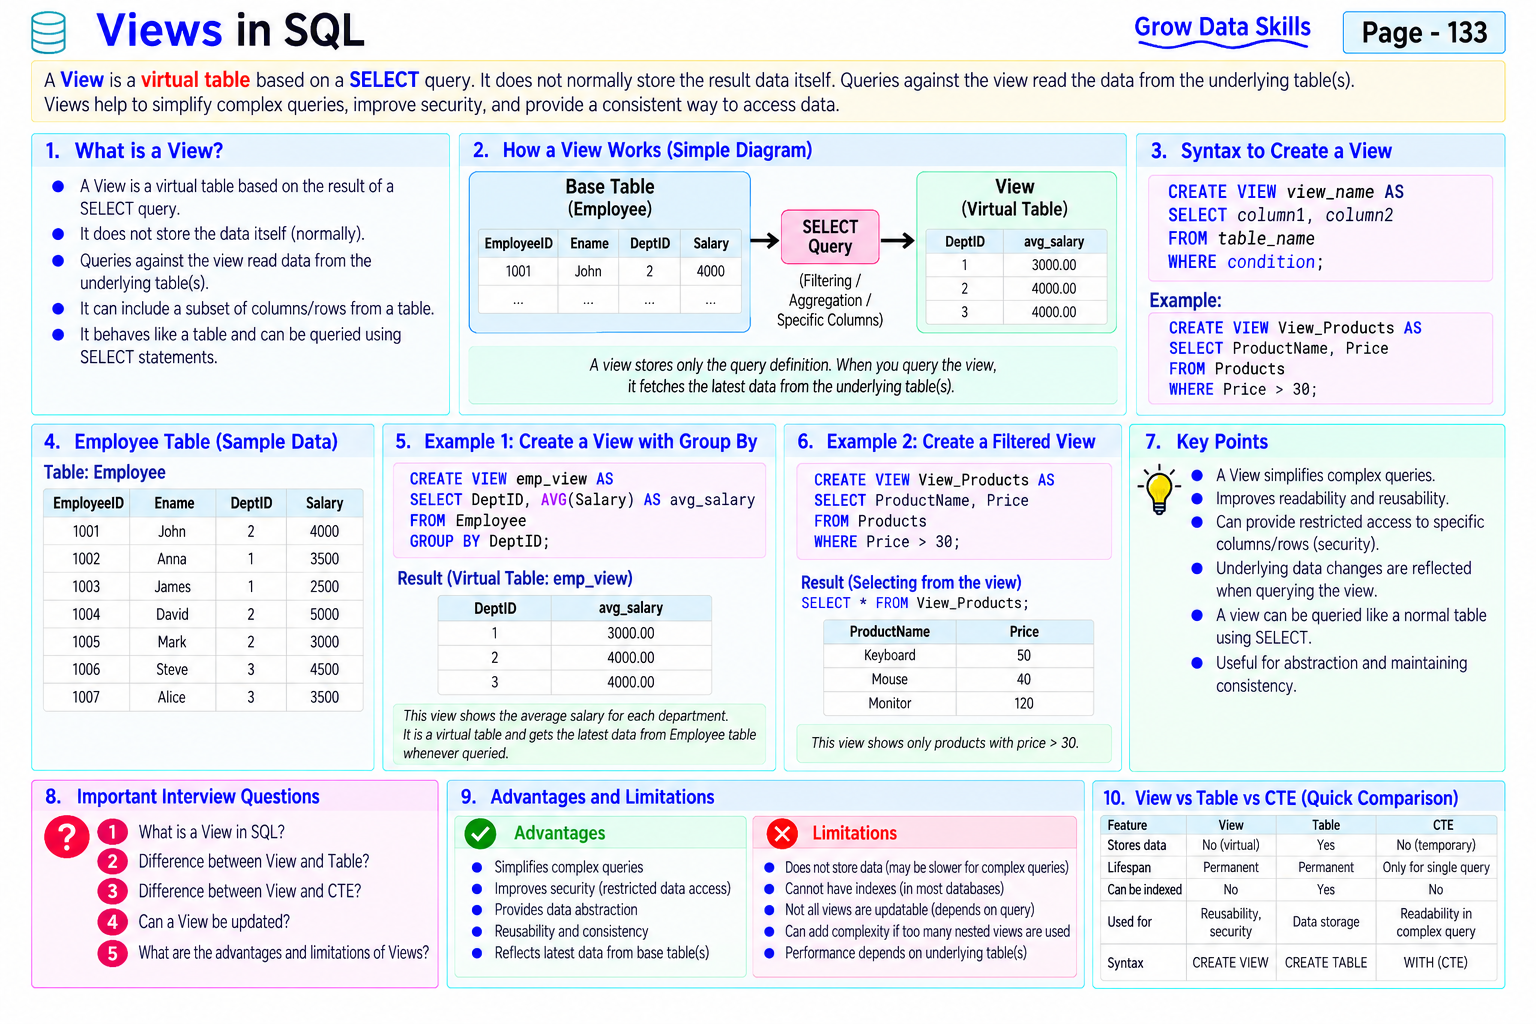 Views in SQL
Grow Data Skills
Page - 133
A View is a virtual table based on a SELECT query. It does not normally store the result data itself. Queries against the view read the data from the underlying table(s).
Views help to simplify complex queries, improve security, and provide a consistent way to access data.
1. What is a View?
A View is a virtual table based on the result of a
SELECT query.
It does not store the data itself (normally).
Queries against the view read data from the
underlying table(s).
It can include a subset of columns/rows from a table.
It behaves like a table and can be queried using
SELECT statements.
2. How a View Works (Simple Diagram)
Base Table
(Employee)
EmployeeID Ename DeptID Salary
1001 John 2 4000
... ... ... ...
SELECT
Query
(Filtering /
Aggregation /
Specific Columns)
View
(Virtual Table)
DeptID avg_salary
1 3000.00
2 4000.00
3 4000.00
A view stores only the query definition. When you query the view,
it fetches the latest data from the underlying table(s).
3. Syntax to Create a View
CREATE VIEW view_name AS
SELECT column1, column2
FROM table_name
WHERE condition;
Example:
CREATE VIEW View_Products AS
SELECT ProductName, Price
FROM Products
WHERE Price > 30;
4. Employee Table (Sample Data)
Table: Employee
EmployeeID Ename DeptID Salary
1001 John 2 4000
1002 Anna 1 3500
1003 James 1 2500
1004 David 2 5000
1005 Mark 2 3000
1006 Steve 3 4500
1007 Alice 3 3500
5. Example 1: Create a View with Group By
CREATE VIEW emp_view AS
SELECT DeptID, AVG(Salary) AS avg_salary
FROM Employee
GROUP BY DeptID;
Result (Virtual Table: emp_view)
DeptID avg_salary
1 3000.00
2 4000.00
3 4000.00
This view shows the average salary for each department.
It is a virtual table and gets the latest data from Employee table
whenever queried.
6. Example 2: Create a Filtered View
CREATE VIEW View_Products AS
SELECT ProductName, Price
FROM Products
WHERE Price > 30;
Result (Selecting from the view)
SELECT * FROM View_Products;
ProductName Price
Keyboard 50
Mouse 40
Monitor 120
This view shows only products with price > 30.
7. Key Points
A View simplifies complex queries.
Improves readability and reusability.
Can provide restricted access to specific
columns/rows (security).
Underlying data changes are reflected
when querying the view.
A view can be queried like a normal table
using SELECT.
Useful for abstraction and maintaining
consistency.
8. Important Interview Questions
?
1 What is a View in SQL?
2 Difference between View and Table?
3 Difference between View and CTE?
4 Can a View be updated?
5 What are the advantages and limitations of Views?
9. Advantages and Limitations
Advantages
Simplifies complex queries
Improves security (restricted data access)
Provides data abstraction
Reusability and consistency
Reflects latest data from base table(s)
Limitations
Does not store data (may be slower for complex queries)
Cannot have indexes (in most databases)
Not all views are updatable (depends on query)
Can add complexity if too many nested views are used
Performance depends on underlying table(s)
10. View vs Table vs CTE (Quick Comparison)
Feature View Table CTE
Stores data No (virtual) Yes No (temporary)
Lifespan Permanent Permanent Only for single query
Can be indexed No Yes No
Used for Reusability, security Data storage Readability in complex query
Syntax CREATE VIEW CREATE TABLE WITH (CTE)